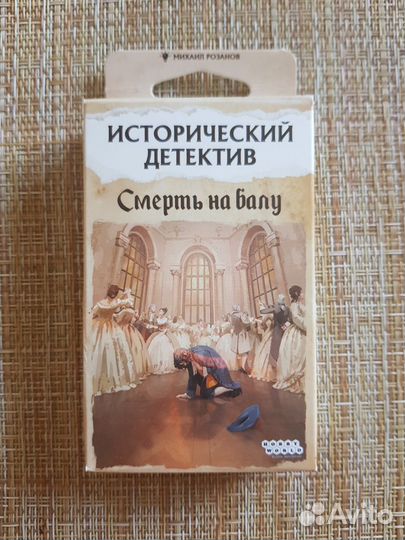 МИХАИЛ РОЗАНОВ
ИСТОРИЧЕСКИЙ
ДЕТЕКТИВ
Смерть на балу
HOBBY
WORLD
Avito